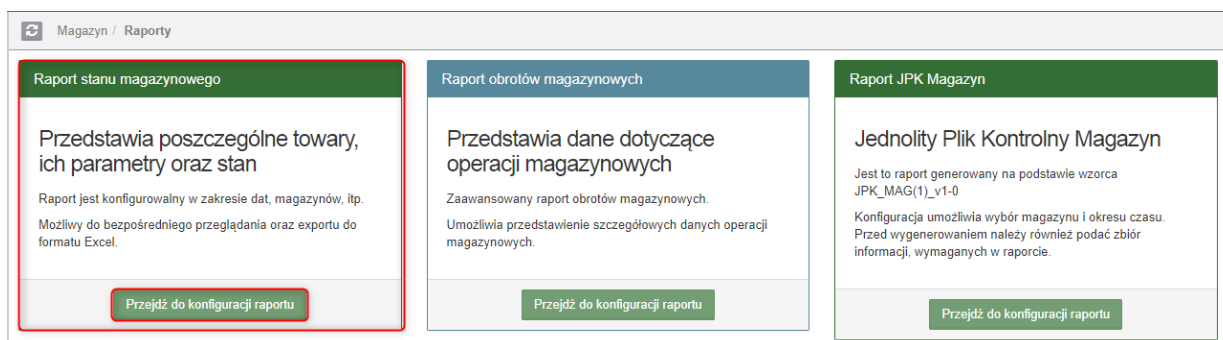 Magazyn / Raporty
Raport stanu magazynowego
Przedstawia poszczególne towary,
ich parametry oraz stan
Raport jest konfigurowalny w zakresie dat, magazynów, itp.
Możliwy do bezpośredniego przeglądania oraz exportu do
formatu Excel.
Przejdź do konfiguracji raportu
Raport obrotów magazynowych
Przedstawia dane dotyczące
operacji magazynowych
Zaawansowany raport obrotów magazynowych.
Umożliwia przedstawienie szczegółowych danych operacji
magazynowych.
Przejdź do konfiguracji raportu
Raport JPK Magazyn
Jednolity Plik Kontrolny Magazyn
Jest to raport generowany na podstawie wzorca
JPK_MAG(1)_v1-0
Konfiguracja umożliwia wybór magazynu i okresu czasu.
Przed wygenerowaniem należy również podać zbiór
informacji, wymaganych w raporcie.
Przejdź do konfiguracji raportu